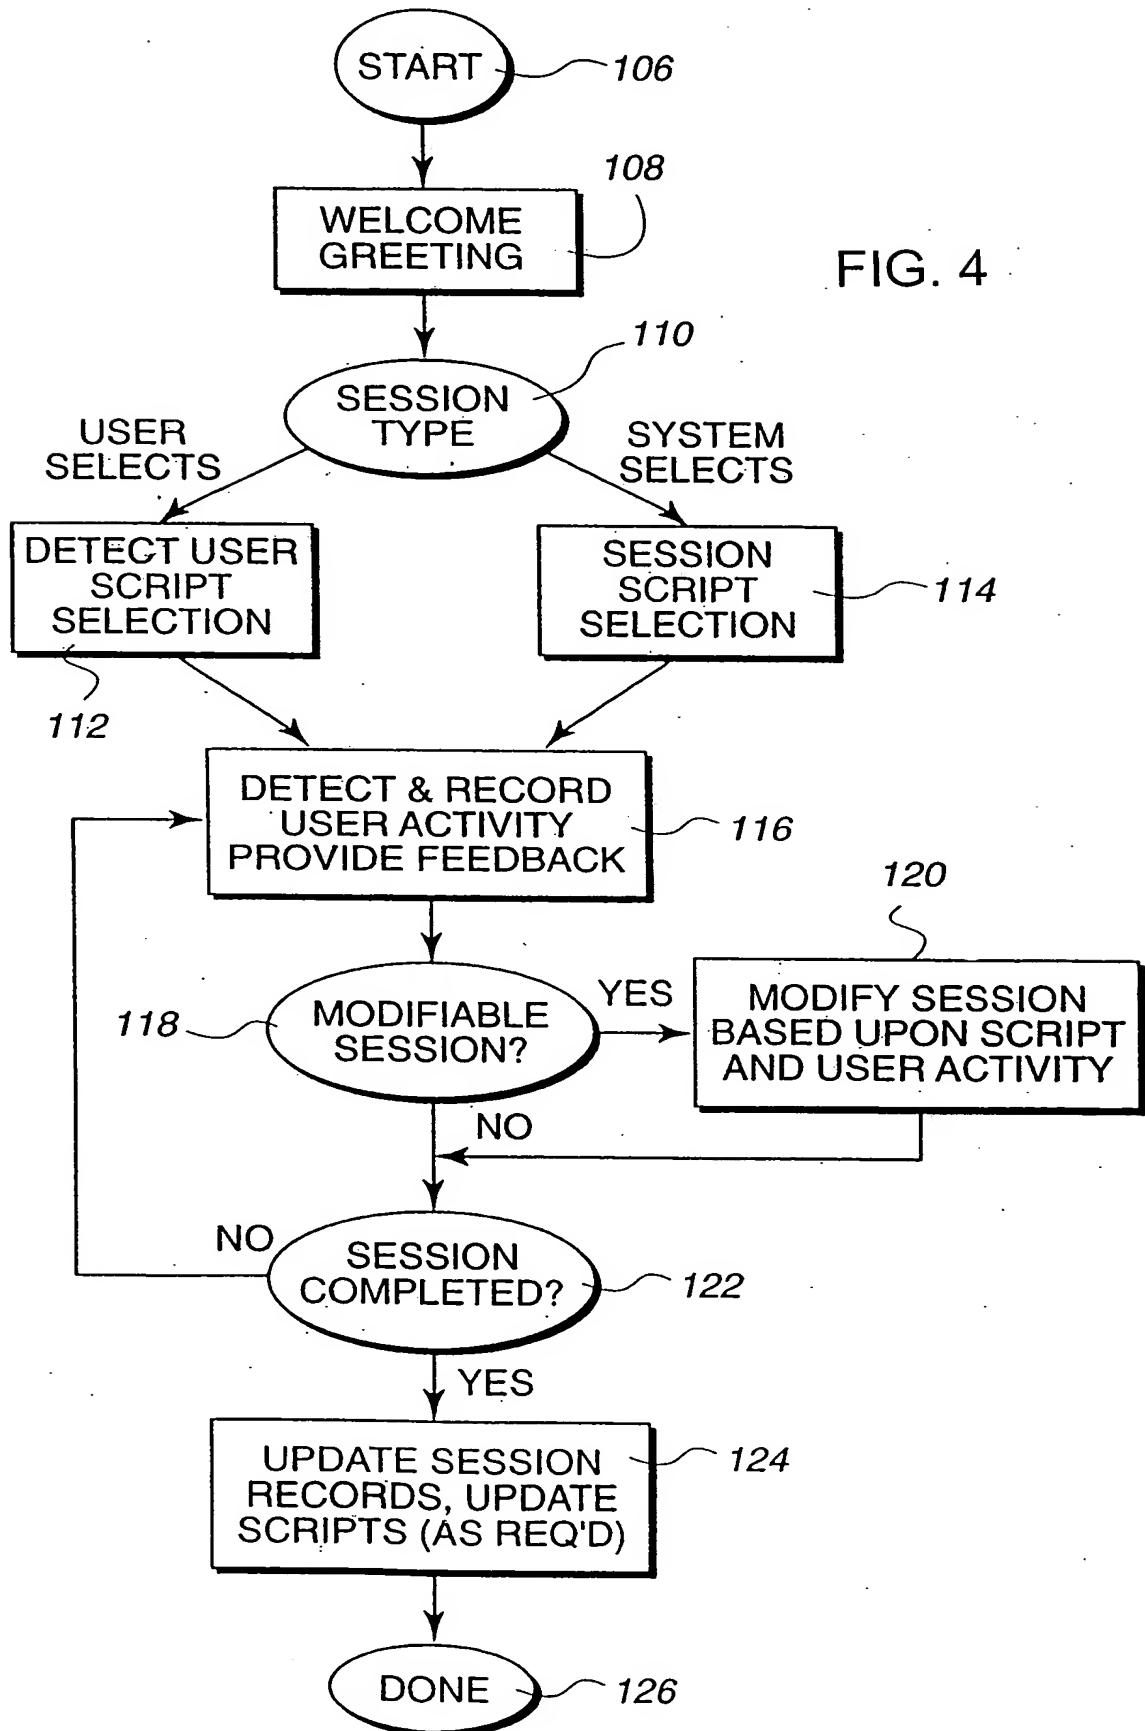 START
106
108
WELCOME
GREETING
FIG. 4
110
SESSION
TYPE
USER
SELECTS
SYSTEM
SELECTS
DETECT USER
SCRIPT
SELECTION
112
SESSION
SCRIPT
SELECTION
114
DETECT & RECORD
USER ACTIVITY
PROVIDE FEEDBACK
116
118
MODIFIABLE
SESSION?
YES
120
MODIFY SESSION
BASED UPON SCRIPT
AND USER ACTIVITY
NO
NO
SESSION
COMPLETED?
122
YES
UPDATE SESSION
RECORDS, UPDATE
SCRIPTS (AS REQ'D)
124
DONE
126